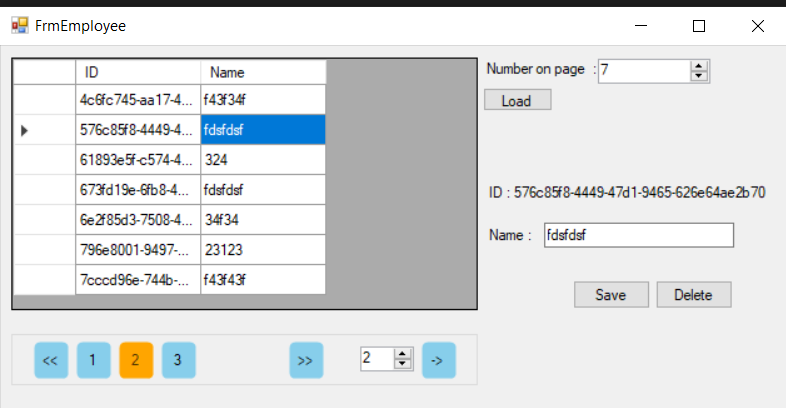 FrmEmployee
ID Name
4c6fc745-aa17-4... f43f34f
576c85f8-4449-4... fdsfdsf
61893e5f-c574-4... 324
673fd19e-6fb8-4... fdsfdsf
6e2f85d3-7508-4... 34f34
796e8001-9497-... 23123
7cccd96e-744b-... f43f43f
Number on page : 7
Load
ID : 576c85f8-4449-47d1-9465-626e64ae2b70
Name : fdsfdsf
Save Delete
<< 1 2 3 >> 2 ->